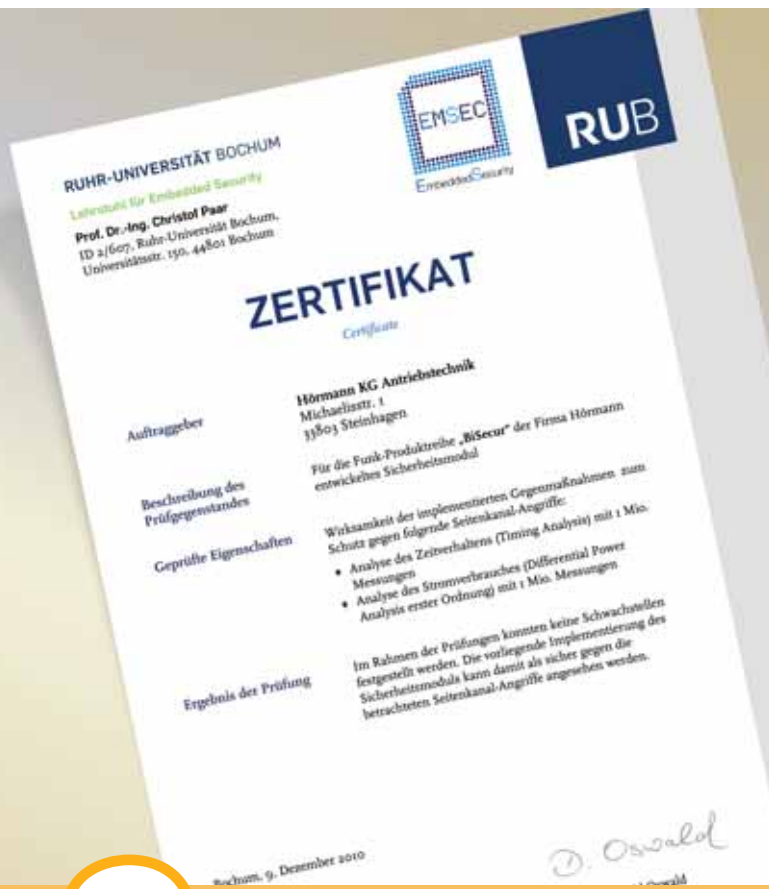 RUHR-UNIVERSITÄT BOCHUM
Lehrstuhl für Embedded Security
Prof. Dr.-Ing. Christof Paar
ID 2/607, Ruhr-Universität Bochum,
Universitätsstr. 150, 44801 Bochum
EMSEC
EmbeddedSecurity
RUB
ZERTIFIKAT
Certificate
Auftraggeber
Hörmann KG Antriebstechnik
Michaelisstr. 1
33803 Steinhagen
Beschreibung des
Prüfgegenstandes
Für die Funk-Produktreihe „BiSecur" der Firma Hörmann
entwickeltes Sicherheitsmodul
Geprüfte Eigenschaften
Wirksamkeit der implementierten Gegenmaßnahmen zum
Schutz gegen folgende Seitenkanal-Angriffe:
• Analyse des Zeitverhaltens (Timing Analysis) mit 1 Mio.
Messungen
• Analyse des Stromverbrauches (Differential Power
Analysis erster Ordnung) mit 1 Mio. Messungen
Ergebnis der Prüfung
Im Rahmen der Prüfungen konnten keine Schwachstellen
festgestellt werden. Die vorliegende Implementierung des
Sicherheitsmoduls kann damit als sicher gegen die
betrachteten Seitenkanal-Angriffe angesehen werden.
Bochum, 9. Dezember 2010
D. Oswald
Oswald